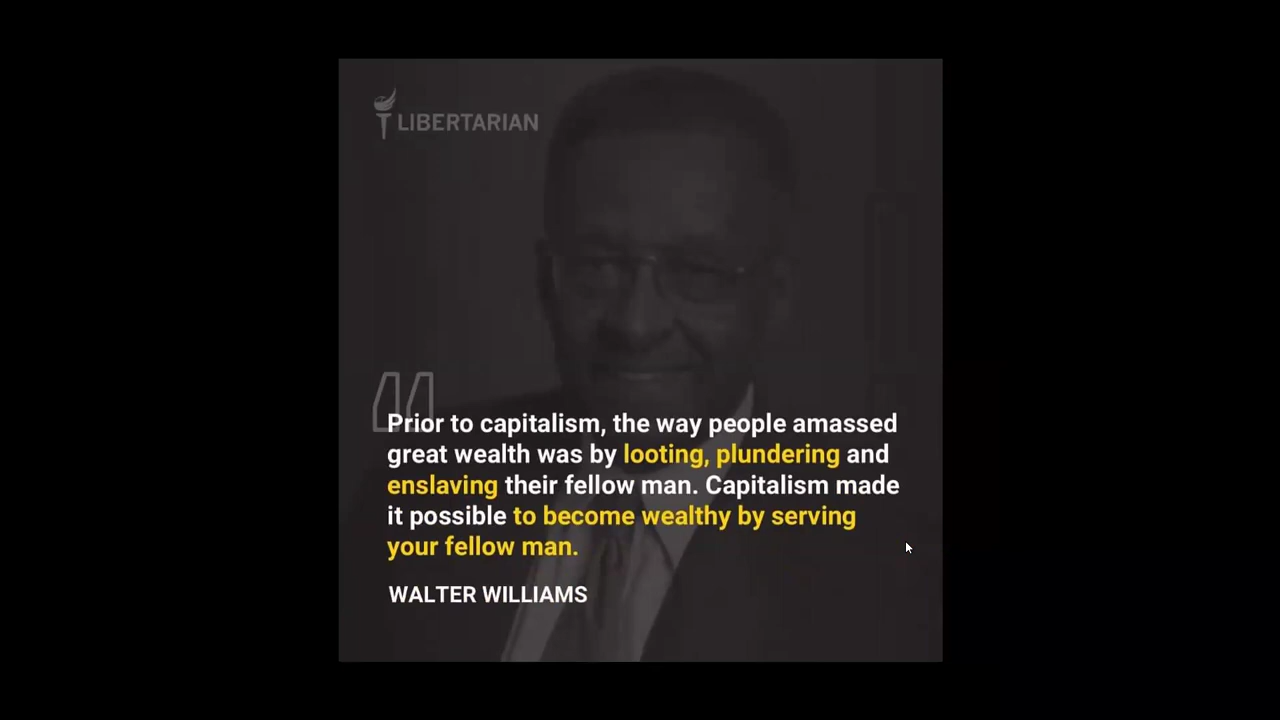 LIBERTARIAN
“
Prior to capitalism, the way people amassed
great wealth was by looting, plundering and
enslaving their fellow man. Capitalism made
it possible to become wealthy by serving
your fellow man.
WALTER WILLIAMS